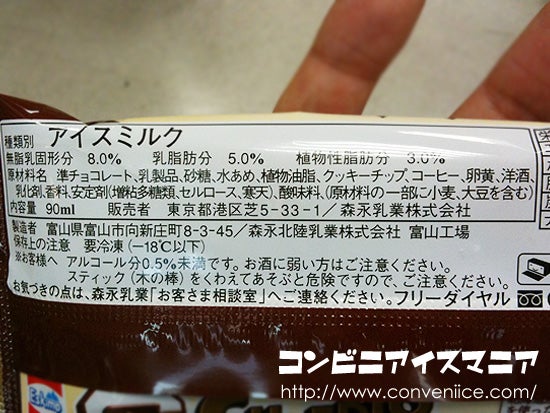 種類別 アイスミルク
無脂乳固形分 8.0% 乳脂肪分 5.0% 植物性脂肪分 3.0%
原材料名 準チョコレート、乳製品、砂糖、水あめ、植物油脂、クッキーチップ、コーヒー、卵黄、洋酒、
乳化剤、香料、安定剤(増粘多糖類、セルロース、寒天)、酸味料、(原材料の一部に小麦、大豆を含む)
内容量 90ml 販売者 東京都港区芝5-33-1/森永乳業株式会社
製造者 富山県富山市向新庄町8-3-45/森永北陸乳業株式会社 富山工場
保存上の注意 要冷凍(-18℃以下)
※お客様へ アルコール分0.5%未満です。お酒に弱い方はご注意ください。
スティック(木の棒)をくわえてあそぶと危険ですので、ご注意ください。
お気づきの点は、森永乳業「お客さま相談室」へご連絡ください。フリーダイヤル
Eskimo
コンビニアイスマニア
http://www.conveniice.com/